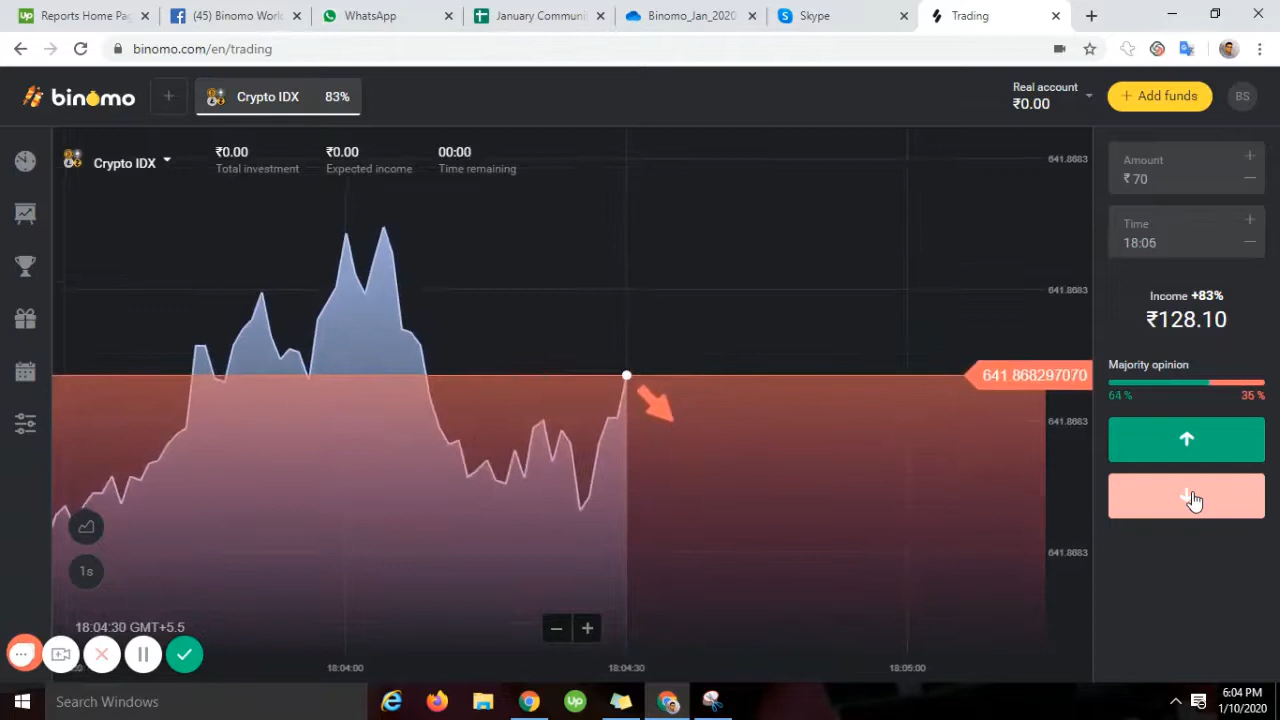 Reports Home Pa
(45) Binomo Worl
WhatsApp
January Communi
Binomo_Jan_2020
Skype
Trading
binomo.com/en/trading
binomo
Crypto IDX 83%
Real account
₹0.00
+ Add funds
BS
Crypto IDX
₹0.00
Total investment
₹0.00
Expected income
00:00
Time remaining
641.8683
641.8683
641.868297070
641.8683
641.8683
Amount
₹ 70
Time
18:06
Income +83%
₹128.10
Majority opinion
64 % 35 %
1s
18:04:30 GMT+5.5
18:04:00
18:04:30
18:05:00
Search Windows
Up
6:04 PM
1/10/2020